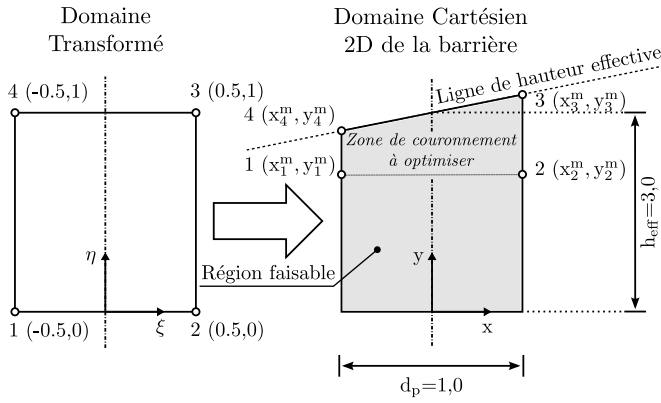 Domaine
Transformé
4 (-0.5,1)
3 (0.5,1)
η
ξ
1 (-0.5,0)
2 (0.5,0)
Domaine Cartésien
2D de la barrière
Ligne de hauteur effective
4 (x₄ᵐ, y₄ᵐ)
3 (x₃ᵐ, y₃ᵐ)
Zone de couronnement
à optimiser
1 (x₁ᵐ, y₁ᵐ)
2 (x₂ᵐ, y₂ᵐ)
Région faisable
y
x
h_eff=3,0
d_p=1,0